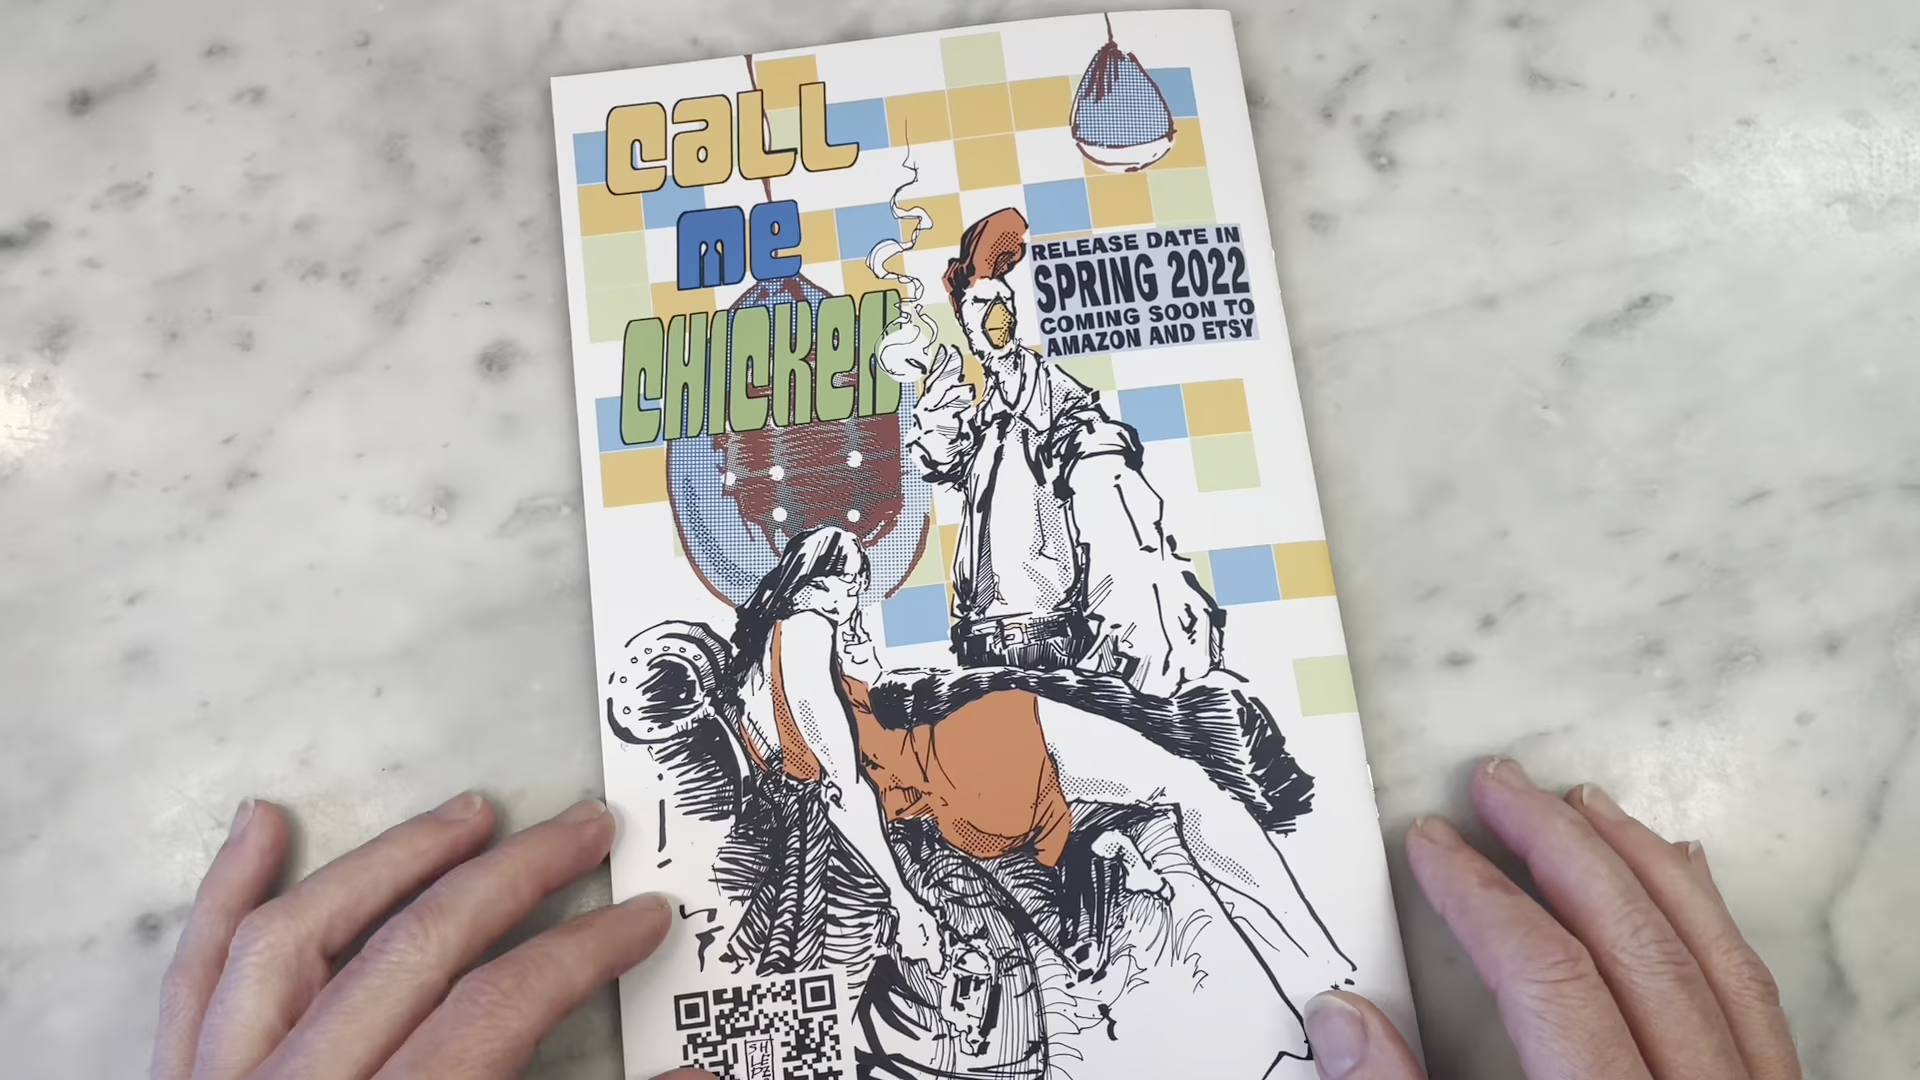 CALL
ME
CHICKEN
RELEASE DATE IN
SPRING 2022
COMING SOON TO
AMAZON AND ETSY